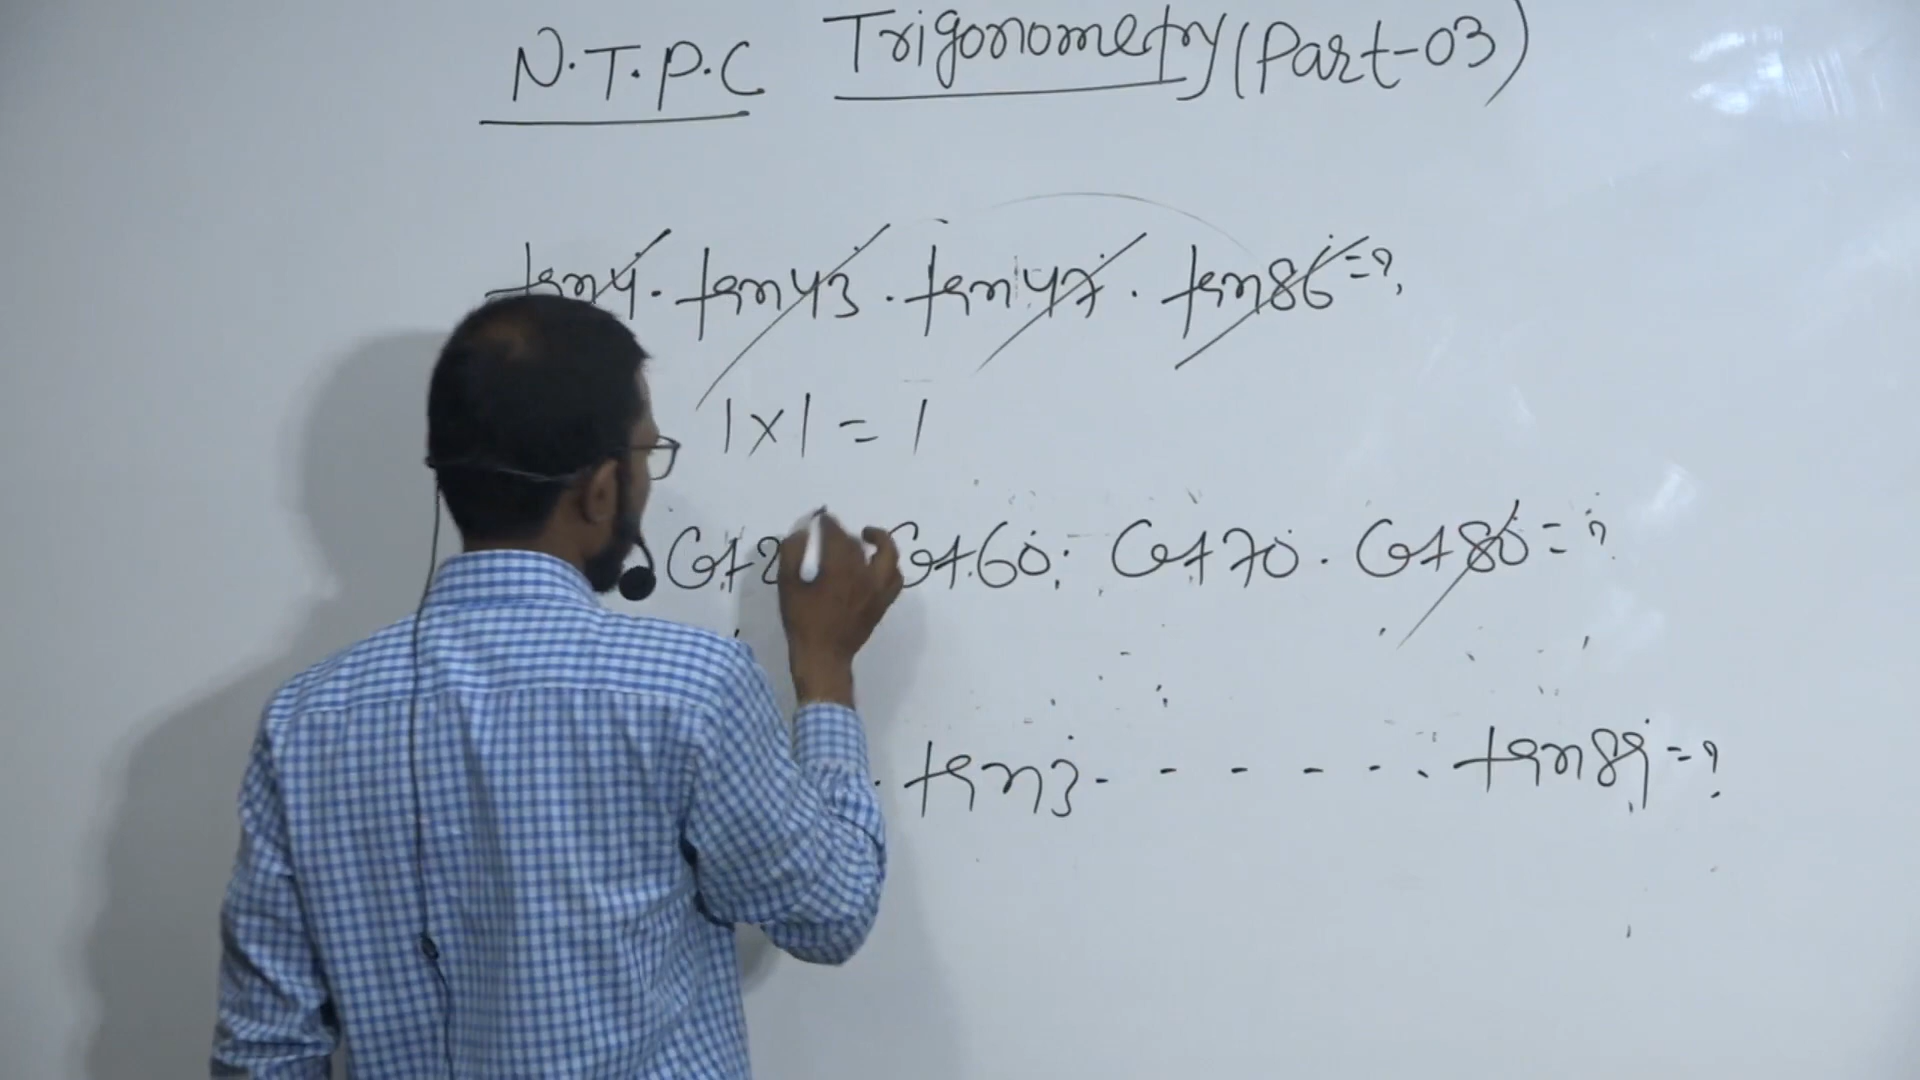 N.T.P.C Trigonometry (Part-03)
tan4°. tan43°. tan47°. tan86°=?
1×1=1
Cot60°. Cot70°. Cot80°=?
. tan3°------. tan89°=?